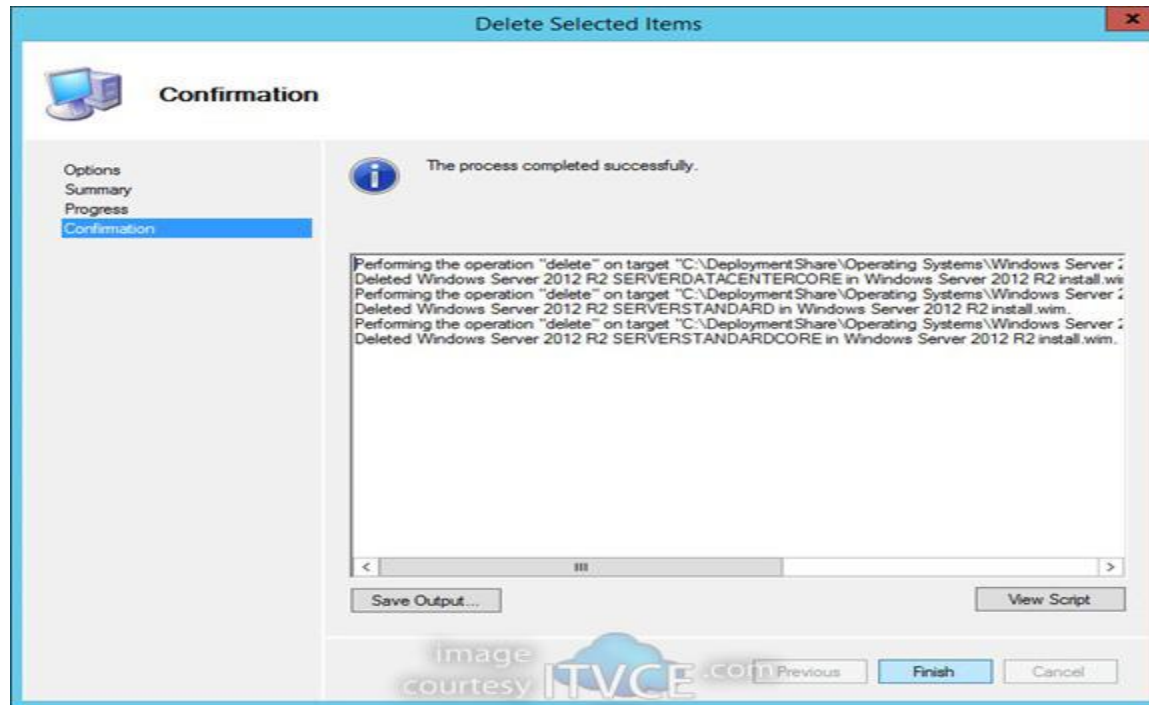 Delete Selected Items
x
Confirmation
Options
Summary
Progress
Confirmation
The process completed successfully.
Performing the operation "delete" on target "C:\DeploymentShare\Operating Systems\Windows Server 2
Deleted Windows Server 2012 R2 SERVERDATACENTERCORE in Windows Server 2012 R2 install.wi
Performing the operation "delete" on target "C:\DeploymentShare\Operating Systems\Windows Server 2
Deleted Windows Server 2012 R2 SERVERSTANDARD in Windows Server 2012 R2 install.wim.
Performing the operation "delete" on target "C:\DeploymentShare\Operating Systems\Windows Server 2
Deleted Windows Server 2012 R2 SERVERSTANDARDCORE in Windows Server 2012 R2 install.wim.
Save Output...
View Script
image
courtesy ITVCE .com
Previous
Finish
Cancel